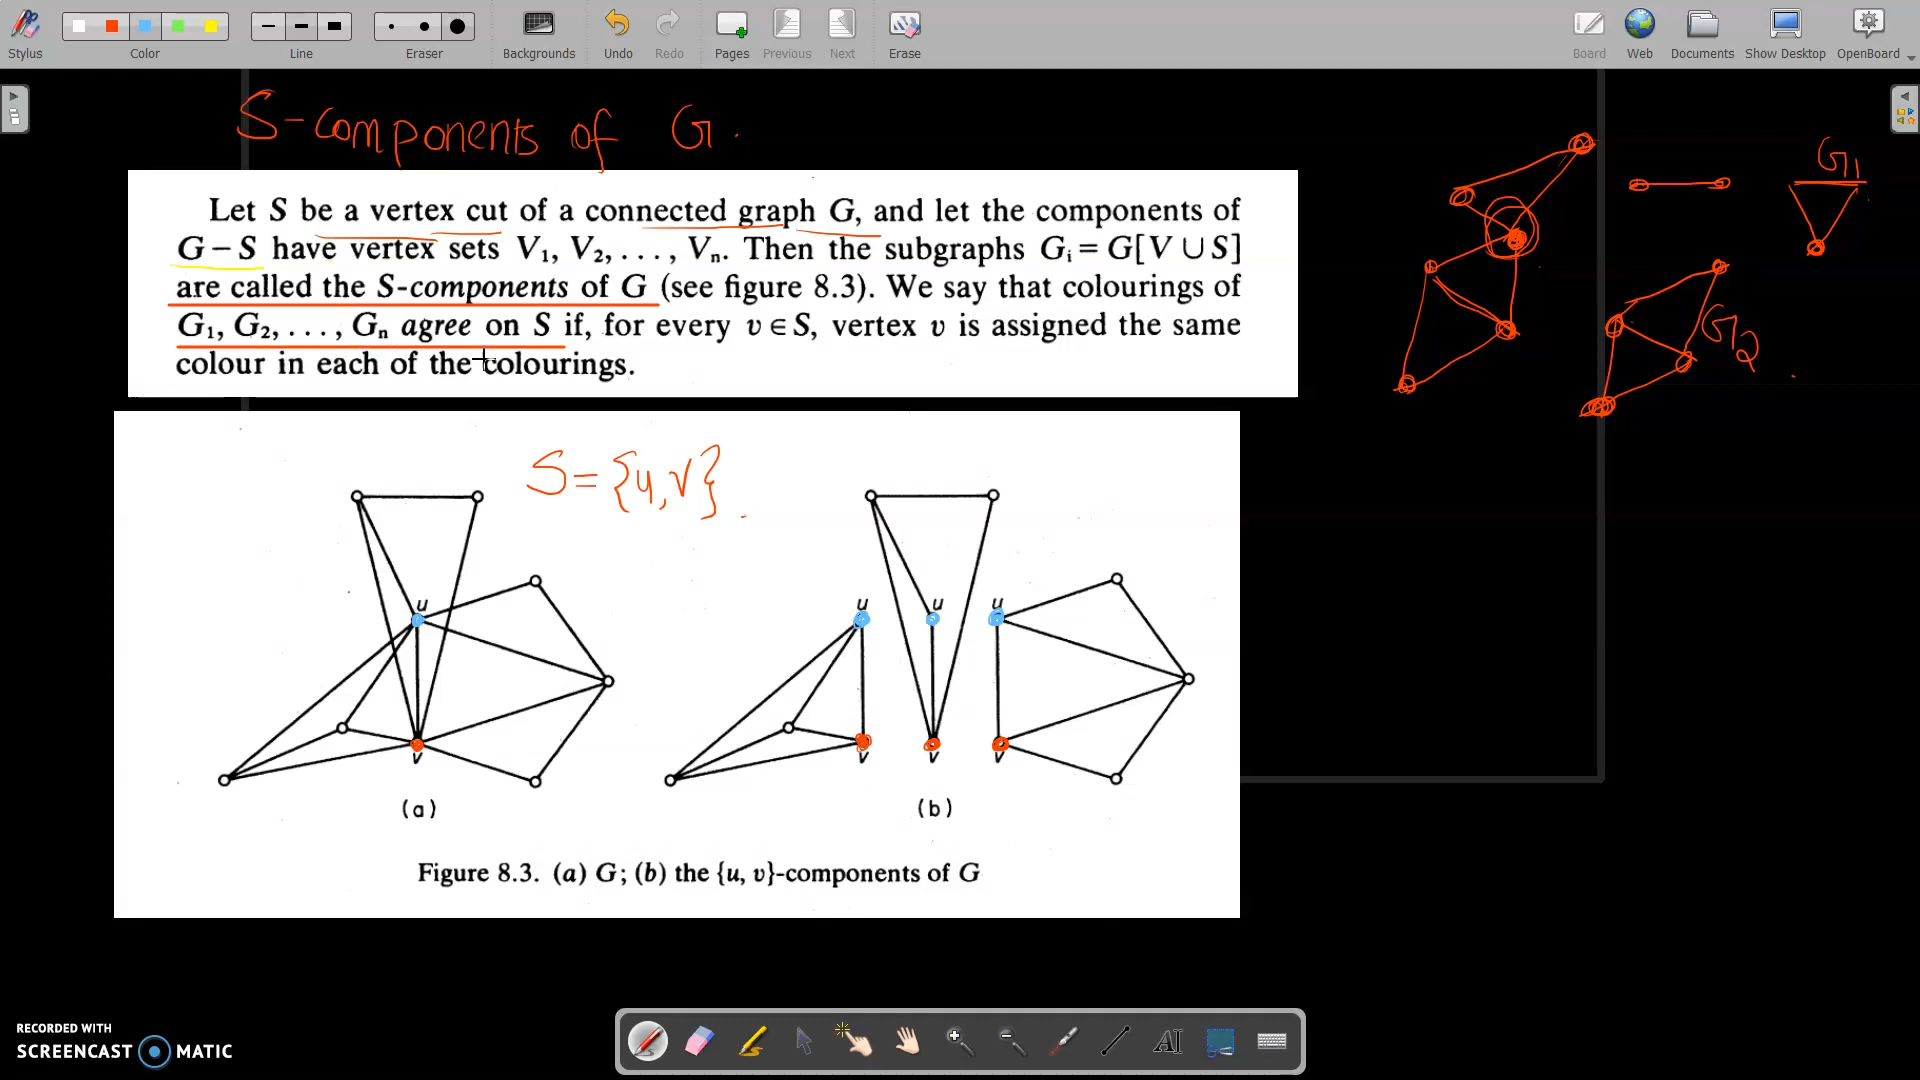 Stylus
Color
Line
Eraser
Backgrounds
Undo
Redo
Pages
Previous
Next
Erase
Board
Web
Documents
Show Desktop
OpenBoard
S-components of G.
Let S be a vertex cut of a connected graph G, and let the components of
G − S have vertex sets V₁, V₂, . . . , Vₙ. Then the subgraphs Gᵢ = G[V ∪ S]
are called the S-components of G (see figure 8.3). We say that colourings of
G₁, G₂, . . . , Gₙ agree on S if, for every v ∈ S, vertex v is assigned the same
colour in each of the colourings.
G1
G2
S={u,v}.
u
v
(a)
u
u
u
v
v
v
(b)
Figure 8.3. (a) G; (b) the {u, v}-components of G
RECORDED WITH
SCREENCAST MATIC
AI